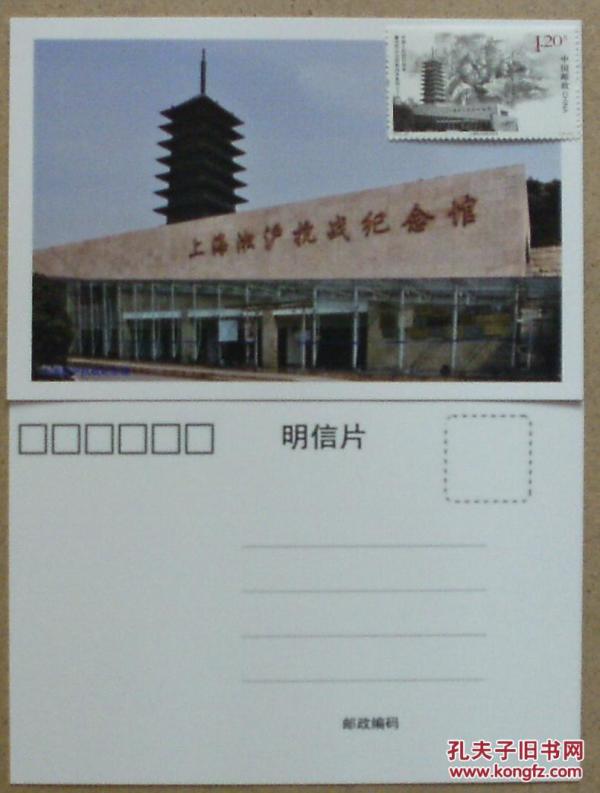 1.20元
中国邮政 CHINA
上海淞沪抗战纪念馆
明信片
邮政编码
孔夫子旧书网
www.kongfz.com